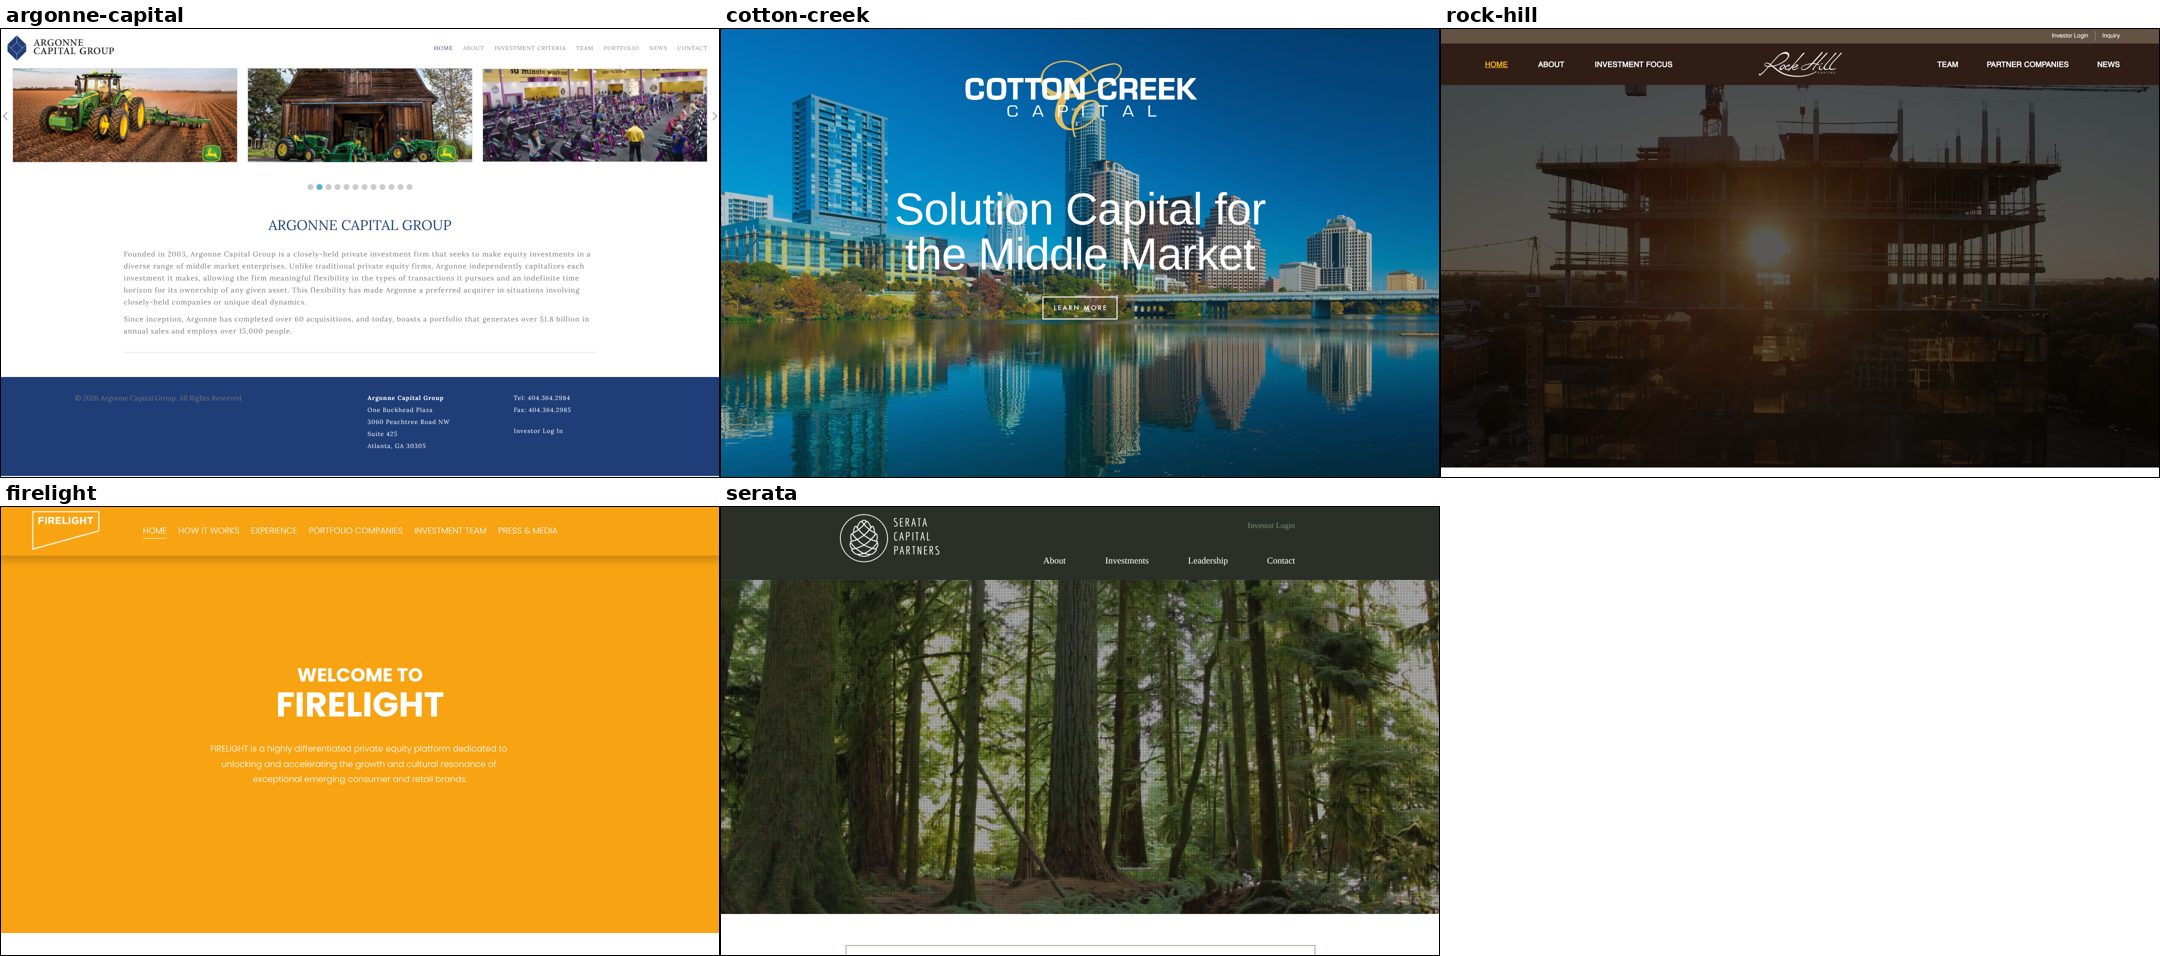 argonne-capital
ARGONNE
CAPITAL GROUP
HOME ABOUT INVESTMENT CRITERIA TEAM PORTFOLIO NEWS CONTACT
10 minute workout
ARGONNE CAPITAL GROUP
Founded in 2003, Argonne Capital Group is a closely-held private investment firm that seeks to make equity investments in a
diverse range of middle market enterprises. Unlike traditional private equity firms, Argonne independently capitalizes each
investment it makes, allowing the firm meaningful flexibility in the types of transactions it pursues and an indefinite time
horizon for its ownership of any given asset. This flexibility has made Argonne a preferred acquirer in situations involving
closely-held companies or unique deal dynamics.
Since inception, Argonne has completed over 60 acquisitions, and today, boasts a portfolio that generates over $1.8 billion in
annual sales and employs over 15,000 people.
© 2026 Argonne Capital Group, All Rights Reserved.
Argonne Capital Group
One Buckhead Plaza
3060 Peachtree Road NW
Suite 425
Atlanta, GA 30305
Tel: 404.364.2984
Fax: 404.364.2985
Investor Log In
cotton-creek
COTTON CREEK
CAPITAL
Solution Capital for
the Middle Market
LEARN MORE
rock-hill
Investor Login Inquiry
HOME ABOUT INVESTMENT FOCUS
Rock Hill
CAPITAL
TEAM PARTNER COMPANIES NEWS
firelight
FIRELIGHT
HOME HOW IT WORKS EXPERIENCE PORTFOLIO COMPANIES INVESTMENT TEAM PRESS & MEDIA
WELCOME TO
FIRELIGHT
FIRELIGHT is a highly differentiated private equity platform dedicated to
unlocking and accelerating the growth and cultural resonance of
exceptional emerging consumer and retail brands.
serata
SERATA
CAPITAL
PARTNERS
Investor Login
About Investments Leadership Contact